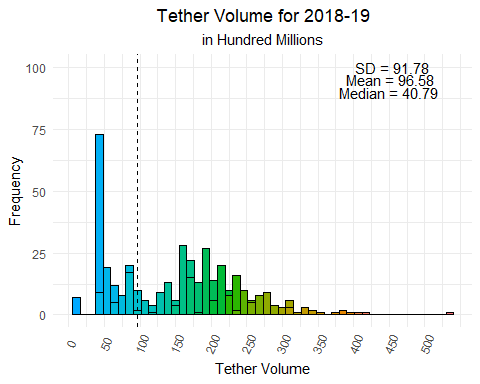 Tether Volume for 2018-19
in Hundred Millions
SD = 91.78
Mean = 96.58
Median = 40.79
100
75
50
25
0
Frequency
0 50 100 150 200 250 300 350 400 450 500
Tether Volume